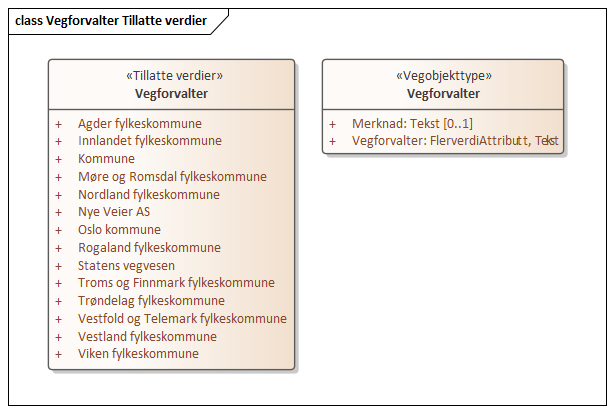 class Vegforvalter Tillatte verdier
«Tillatte verdier»
Vegforvalter
+ Agder fylkeskommune
+ Innlandet fylkeskommune
+ Kommune
+ Møre og Romsdal fylkeskommune
+ Nordland fylkeskommune
+ Nye Veier AS
+ Oslo kommune
+ Rogaland fylkeskommune
+ Statens vegvesen
+ Troms og Finnmark fylkeskommune
+ Trøndelag fylkeskommune
+ Vestfold og Telemark fylkeskommune
+ Vestland fylkeskommune
+ Viken fylkeskommune
«Vegobjekttype»
Vegforvalter
+ Merknad: Tekst [0..1]
+ Vegforvalter: FlerverdiAttributt, Tekst